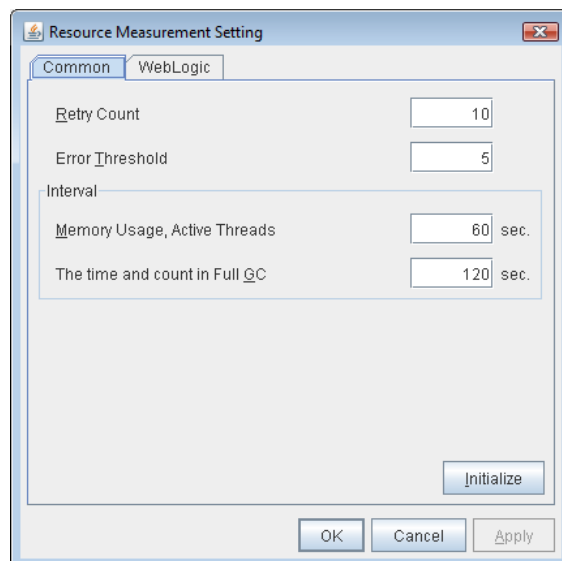 Resource Measurement Setting
Common WebLogic
Retry Count 10
Error Threshold 5
Interval
Memory Usage, Active Threads 60 sec.
The time and count in Full GC 120 sec.
Initialize
OK Cancel Apply